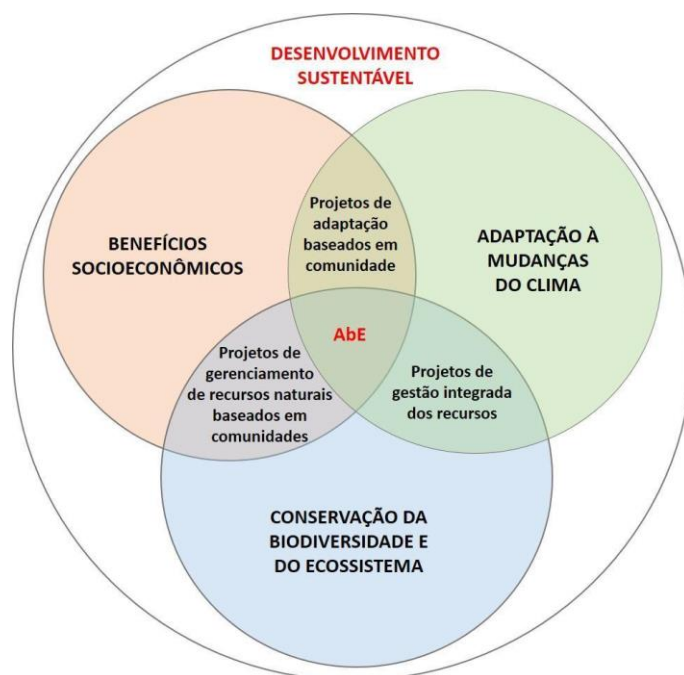 DESENVOLVIMENTO
SUSTENTÁVEL
BENEFÍCIOS
SOCIOECONÔMICOS
Projetos de
adaptação
baseados em
comunidade
ADAPTAÇÃO À
MUDANÇAS
DO CLIMA
AbE
Projetos de
gerenciamento
de recursos naturais
baseados em
comunidades
Projetos de
gestão integrada
dos recursos
CONSERVAÇÃO DA
BIODIVERSIDADE E
DO ECOSSISTEMA